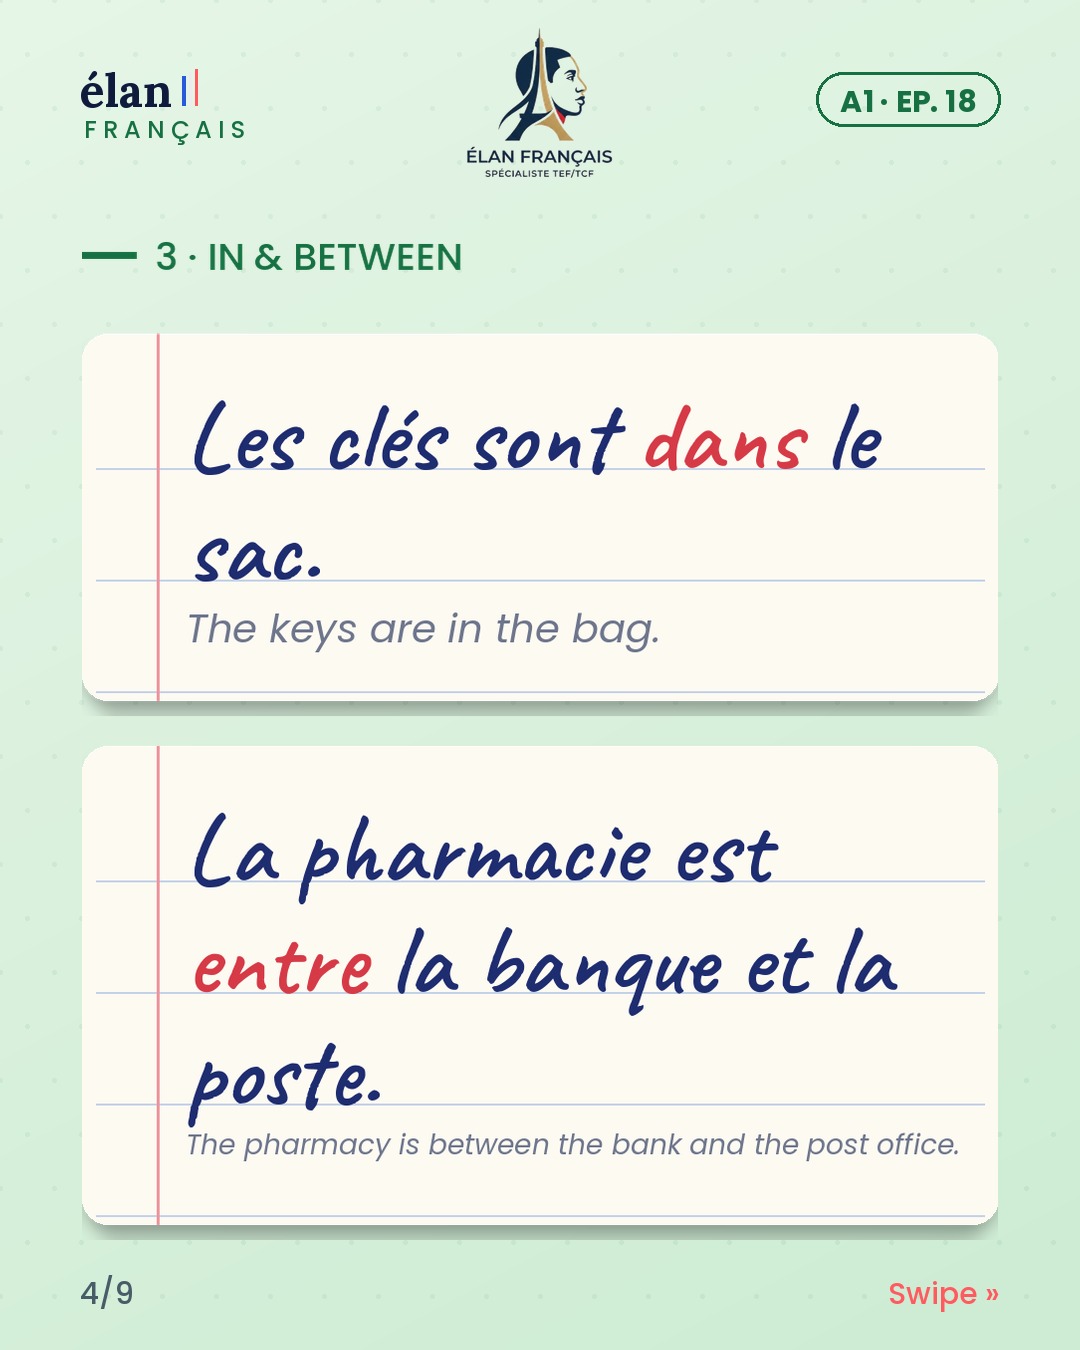 élan
FRANÇAIS
ÉLAN FRANÇAIS
SPÉCIALISTE TEF/TCF
A1 · EP. 18
3 · IN & BETWEEN
Les clés sont dans le
sac.
The keys are in the bag.
La pharmacie est
entre la banque et la
poste.
The pharmacy is between the bank and the post office.
4/9
Swipe »